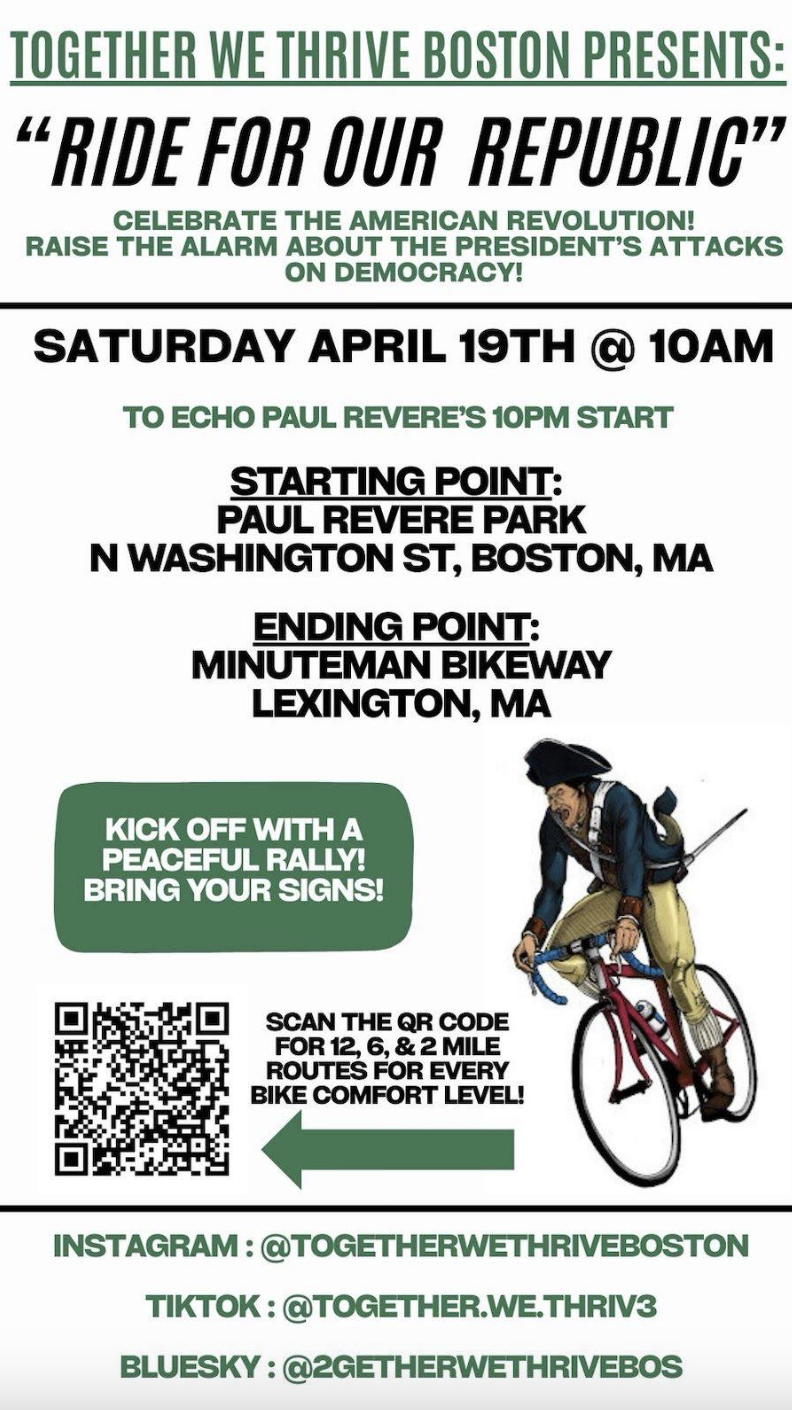 TOGETHER WE THRIVE BOSTON PRESENTS:
“RIDE FOR OUR REPUBLIC”
CELEBRATE THE AMERICAN REVOLUTION!
RAISE THE ALARM ABOUT THE PRESIDENT’S ATTACKS
ON DEMOCRACY!
SATURDAY APRIL 19TH @ 10AM
TO ECHO PAUL REVERE’S 10PM START
STARTING POINT:
PAUL REVERE PARK
N WASHINGTON ST, BOSTON, MA
ENDING POINT:
MINUTEMAN BIKEWAY
LEXINGTON, MA
KICK OFF WITH A
PEACEFUL RALLY!
BRING YOUR SIGNS!
SCAN THE QR CODE
FOR 12, 6, & 2 MILE
ROUTES FOR EVERY
BIKE COMFORT LEVEL!
INSTAGRAM : @TOGETHERWETHRIVEBOSTON
TIKTOK : @TOGETHER.WE.THRIV3
BLUESKY : @2GETHERWETHRIVEBOS